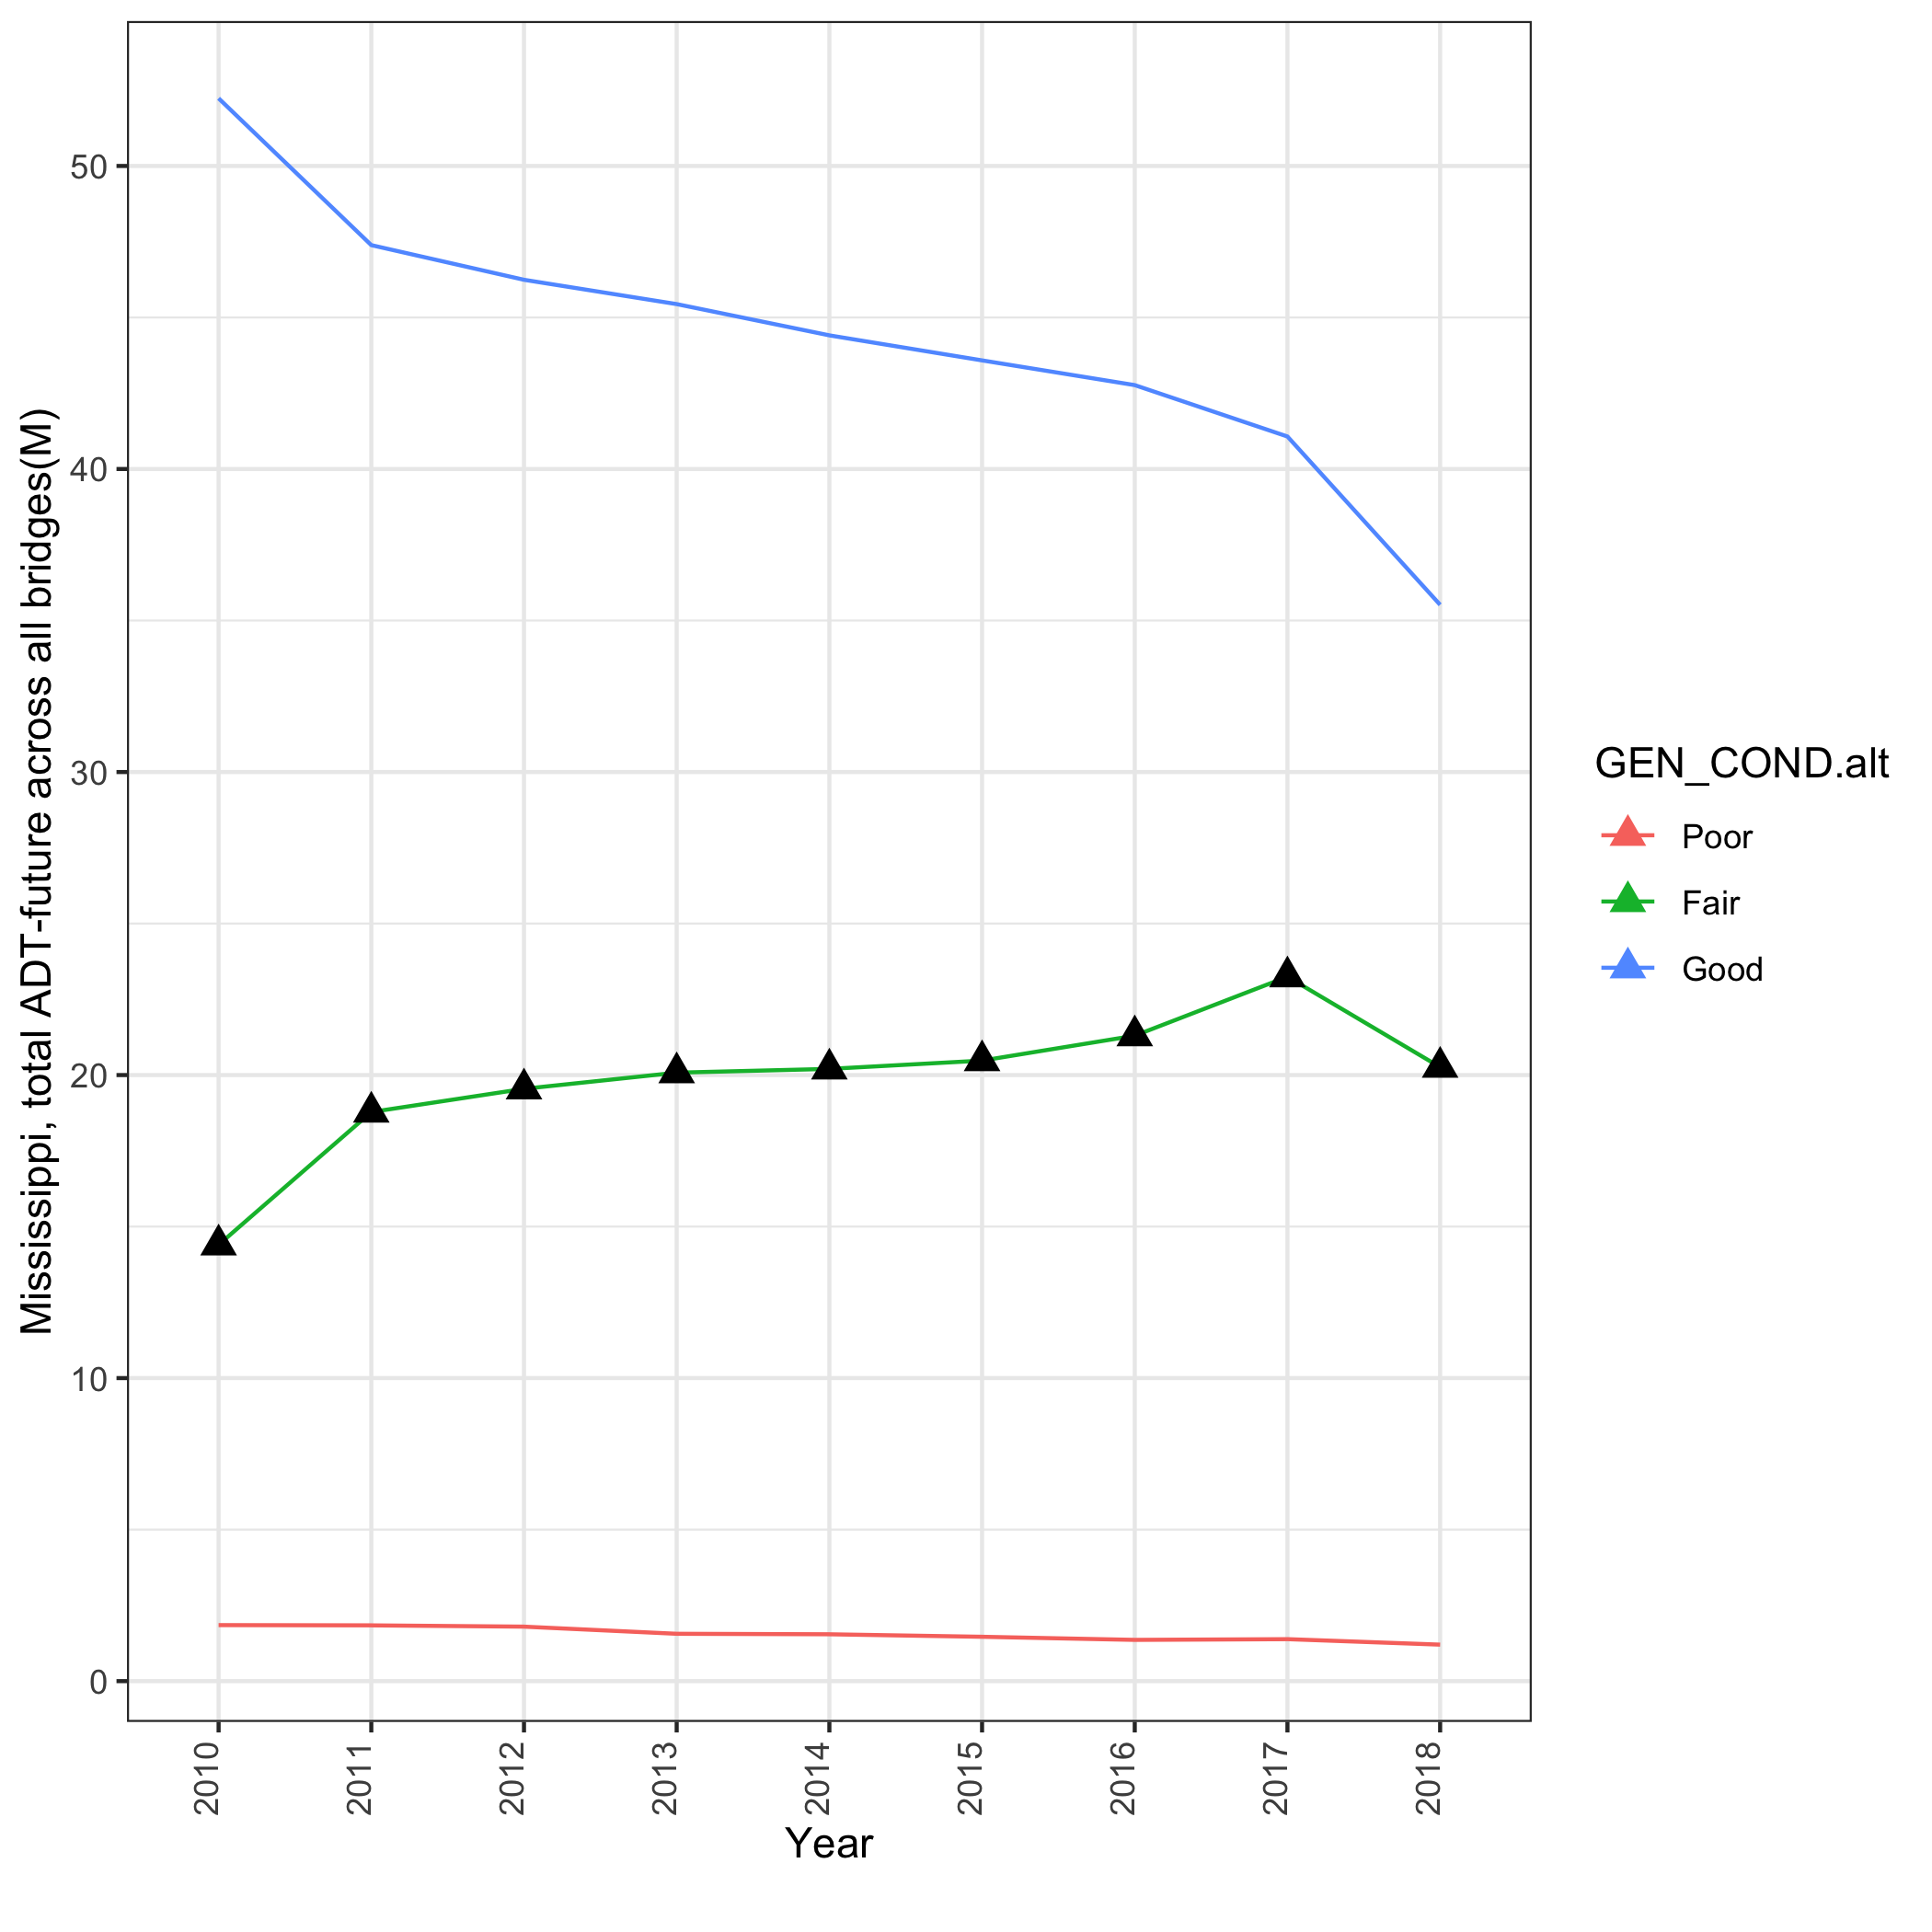 Mississippi, total ADT-future across all bridges(M)
50
40
30
20
10
0
2010
2011
2012
2013
2014
2015
2016
2017
2018
Year
GEN_COND.alt
Poor
Fair
Good